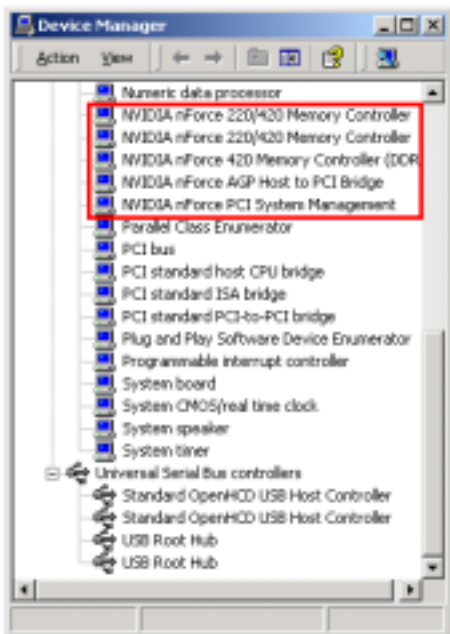 Device Manager
Action View
Numeric data processor
NVIDIA nForce 220/420 Memory Controller
NVIDIA nForce 220/420 Memory Controller
NVIDIA nForce 420 Memory Controller (DDR
NVIDIA nForce AGP Host to PCI Bridge
NVIDIA nForce PCI System Management
Parallel Class Enumerator
PCI bus
PCI standard host CPU bridge
PCI standard ISA bridge
PCI standard PCI-to-PCI bridge
Plug and Play Software Device Enumerator
Programmable interrupt controller
System board
System CMOS/real time clock
System speaker
System timer
Universal Serial Bus controllers
Standard OpenHCD USB Host Controller
Standard OpenHCD USB Host Controller
USB Root Hub
USB Root Hub